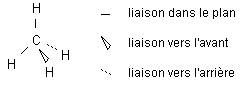 H
C
H
H
H
liaison dans le plan
liaison vers l'avant
liaison vers l'arrière